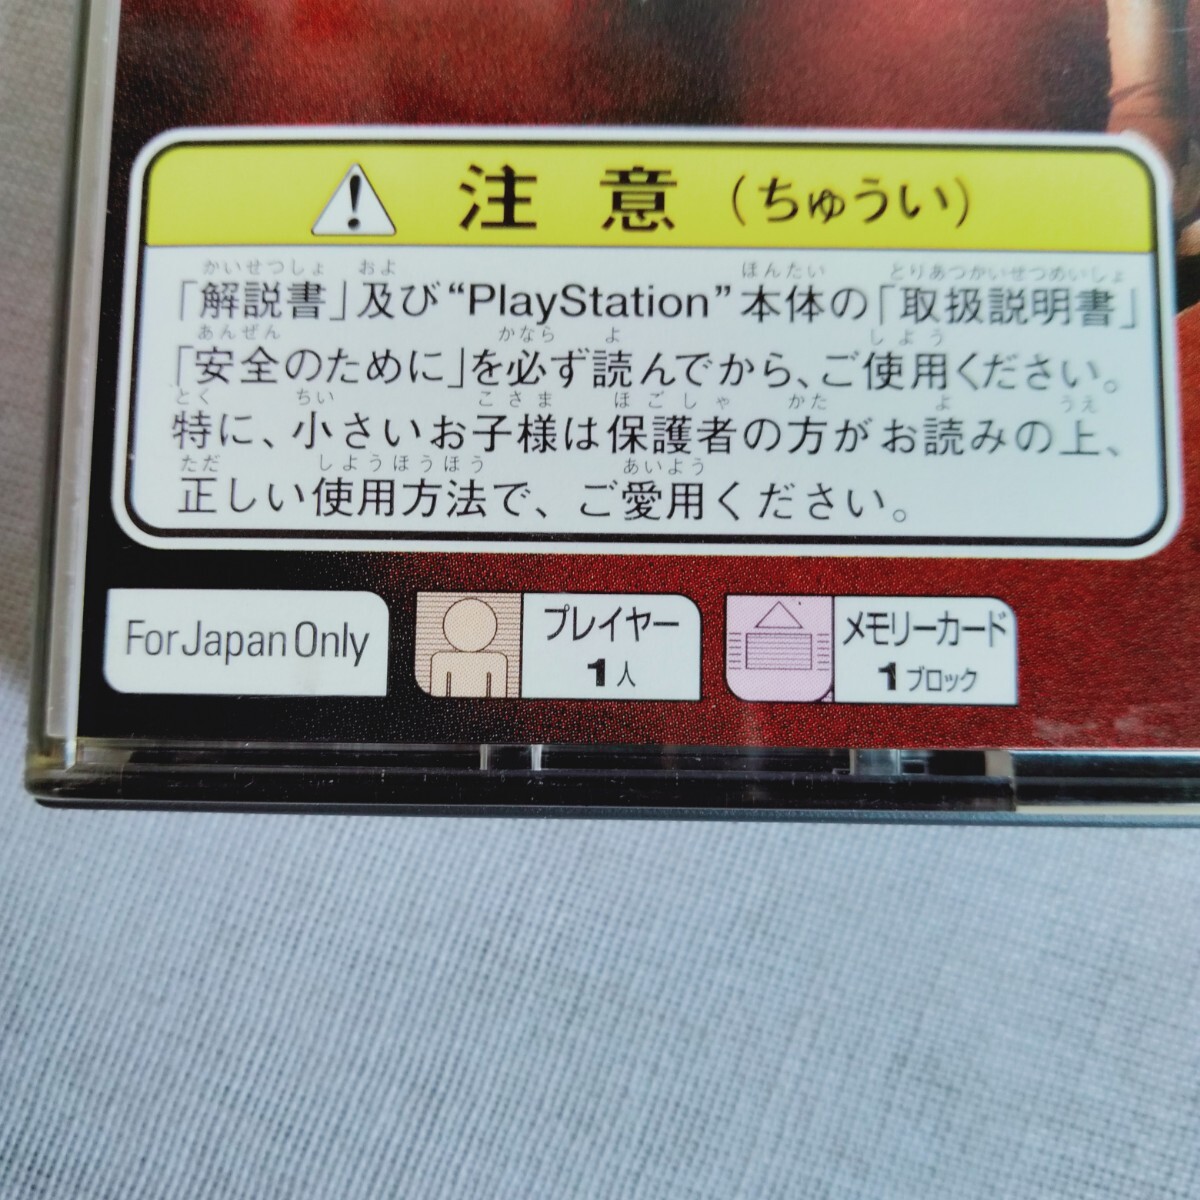 注意（ちゅうい）
かいせつしょ およ ほんたい とりあつかいせつめいしょ
「解説書」及び“PlayStation”本体の「取扱説明書」
あんぜん かなら よ しよう
「安全のために」を必ず読んでから、ご使用ください。
とく ちい こさま ほごしゃ かた よ うえ
特に、小さいお子様は保護者の方がお読みの上、
ただ しようほうほう あいよう
正しい使用方法で、ご愛用ください。
For Japan Only
プレイヤー
1人
メモリーカード
1ブロック